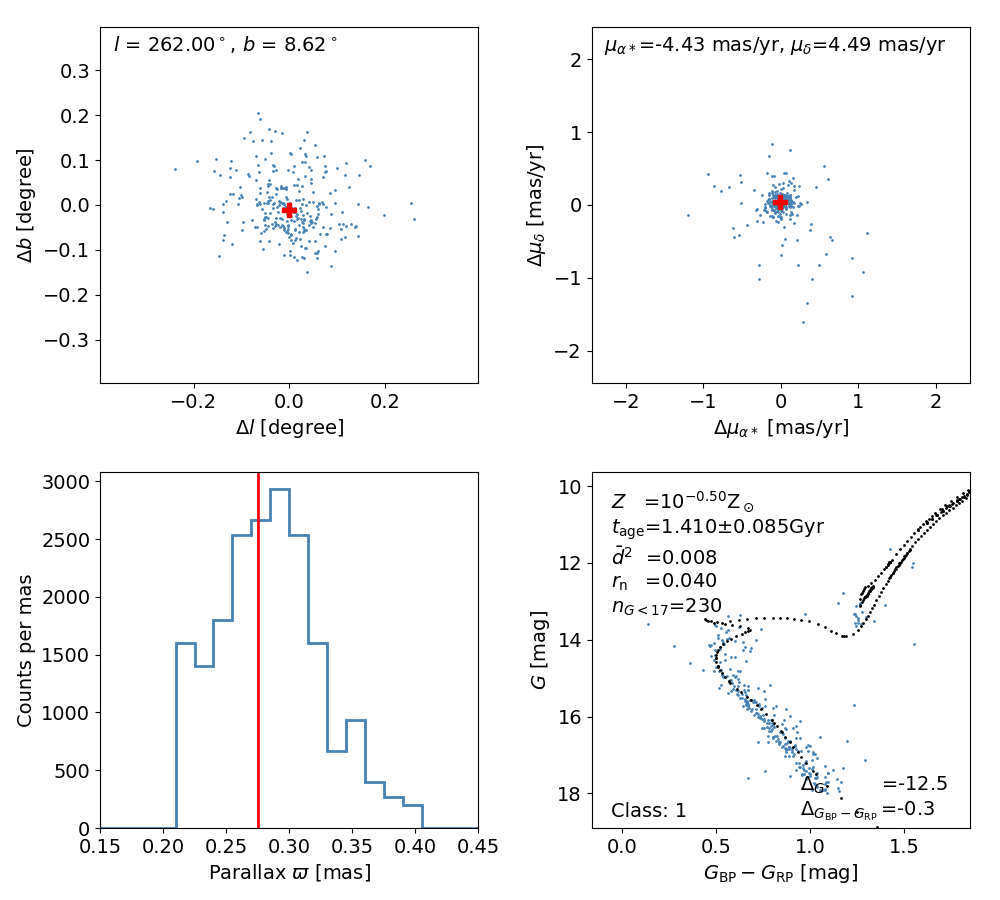 l = 262.00°, b = 8.62°
0.3
0.2
0.1
0.0
−0.1
−0.2
−0.3
Δb [degree]
−0.2
0.0
0.2
Δl [degree]
μα*=-4.43 mas/yr, μδ=4.49 mas/yr
2
1
0
−1
−2
Δμδ [mas/yr]
−2
−1
0
1
2
Δμα* [mas/yr]
3000
2500
2000
1500
1000
500
0
Counts per mas
0.15
0.20
0.25
0.30
0.35
0.40
0.45
Parallax ϖ [mas]
10
12
14
16
18
G [mag]
Z =10^−0.50 Z⊙
t_age=1.410±0.085Gyr
d̄² =0.008
r_n =0.040
n_G<17=230
Δ_G =-12.5
Class: 1
Δ_GBP−GRP=-0.3
0.0
0.5
1.0
1.5
G_BP − G_RP [mag]